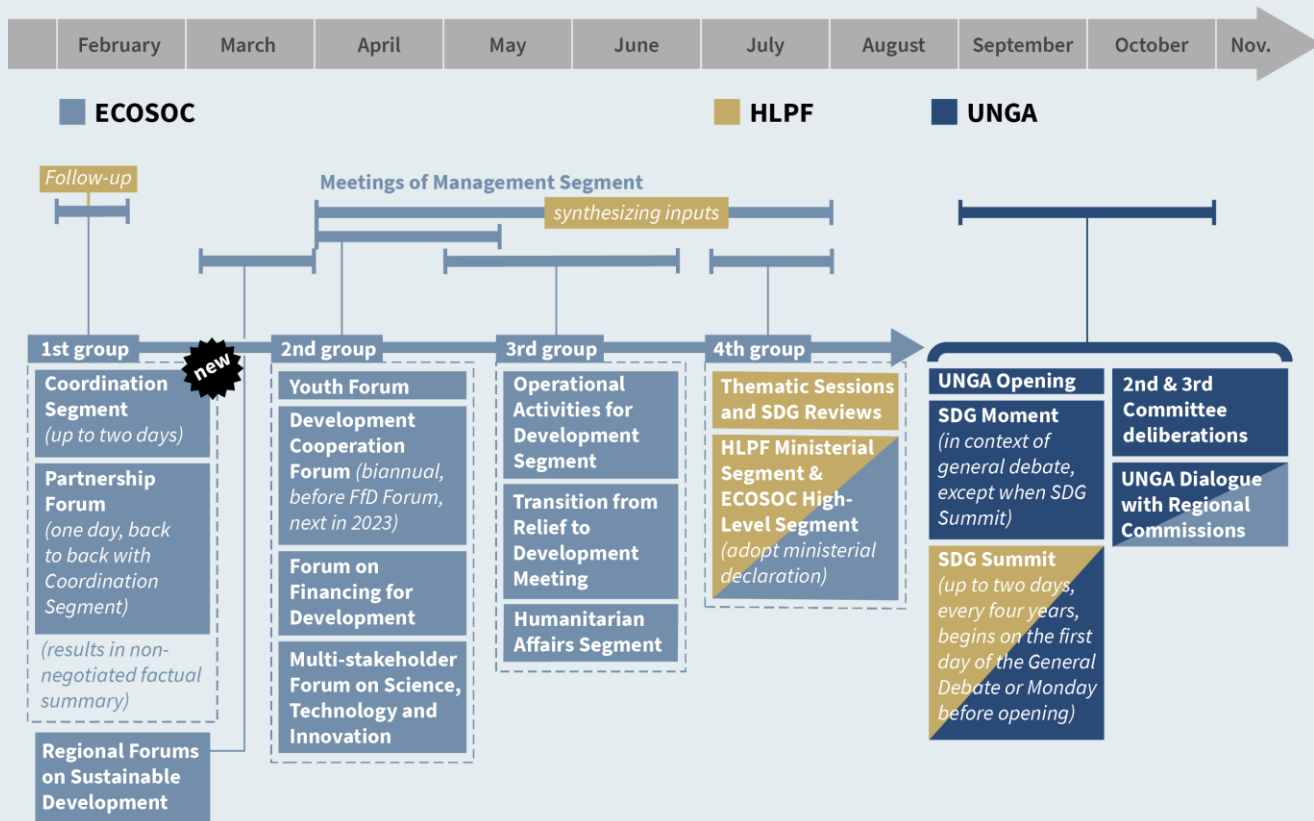 February
March
April
May
June
July
August
September
October
Nov.
ECOSOC
HLPF
UNGA
Follow-up
Meetings of Management Segment
synthesizing inputs
1st group
new
Coordination
Segment
(up to two days)
Partnership
Forum
(one day, back
to back with
Coordination
Segment)
(results in non-
negotiated factual
summary)
Regional Forums
on Sustainable
Development
2nd group
Youth Forum
Development
Cooperation
Forum (biannual,
before FfD Forum,
next in 2023)
Forum on
Financing for
Development
Multi-stakeholder
Forum on Science,
Technology and
Innovation
3rd group
Operational
Activities for
Development
Segment
Transition from
Relief to
Development
Meeting
Humanitarian
Affairs Segment
4th group
Thematic Sessions
and SDG Reviews
HLPF Ministerial
Segment &
ECOSOC High-
Level Segment
(adopt ministerial
declaration)
UNGA Opening
SDG Moment
(in context of
general debate,
except when SDG
Summit)
SDG Summit
(up to two days,
every four years,
begins on the first
day of the General
Debate or Monday
before opening)
2nd & 3rd
Committee
deliberations
UNGA Dialogue
with Regional
Commissions